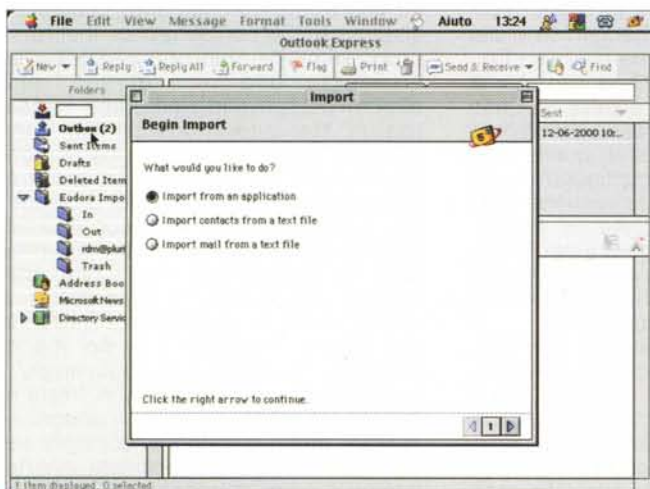 File Edit View Message Format Tools Window Aiuto 13:24
Outlook Express
New Reply Reply All Forward Flag Print Send & Receive Find
Folders
Import
Sent
Begin Import
12-06-2000
Outbox (2)
Sent Items
Drafts
Deleted Item
Eudora Impo
In
Out
Trash
Address Boo
Microsoft News
Directory Servic
What would you like to do?
Import from an application
Import contacts from a text file
Import mail from a text file
Click the right arrow to continue.
1
1 item displayed 0 selected